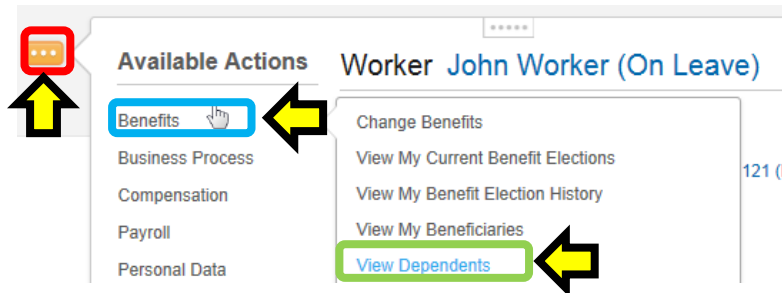 Available Actions
Worker John Worker (On Leave)
Benefits
Business Process
Compensation
Payroll
Personal Data
Change Benefits
View My Current Benefit Elections
View My Benefit Election History
View My Beneficiaries
View Dependents
121 (